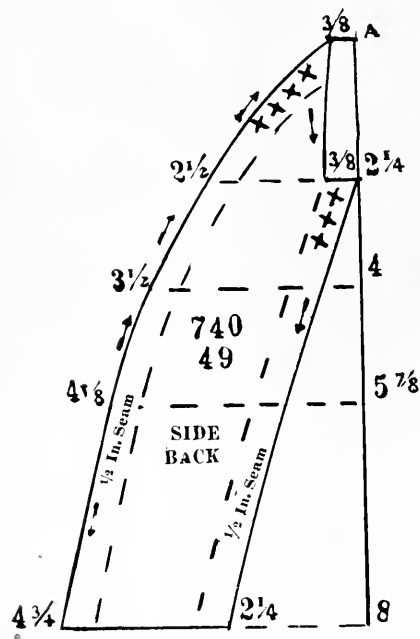 3/8 A
2 1/2 3/8 2 1/4
3 1/2 4
740
49
4 1/8 5 7/8
SIDE
BACK
1/2 In. Seam 1/2 In. Seam
4 3/4 2 1/4 8